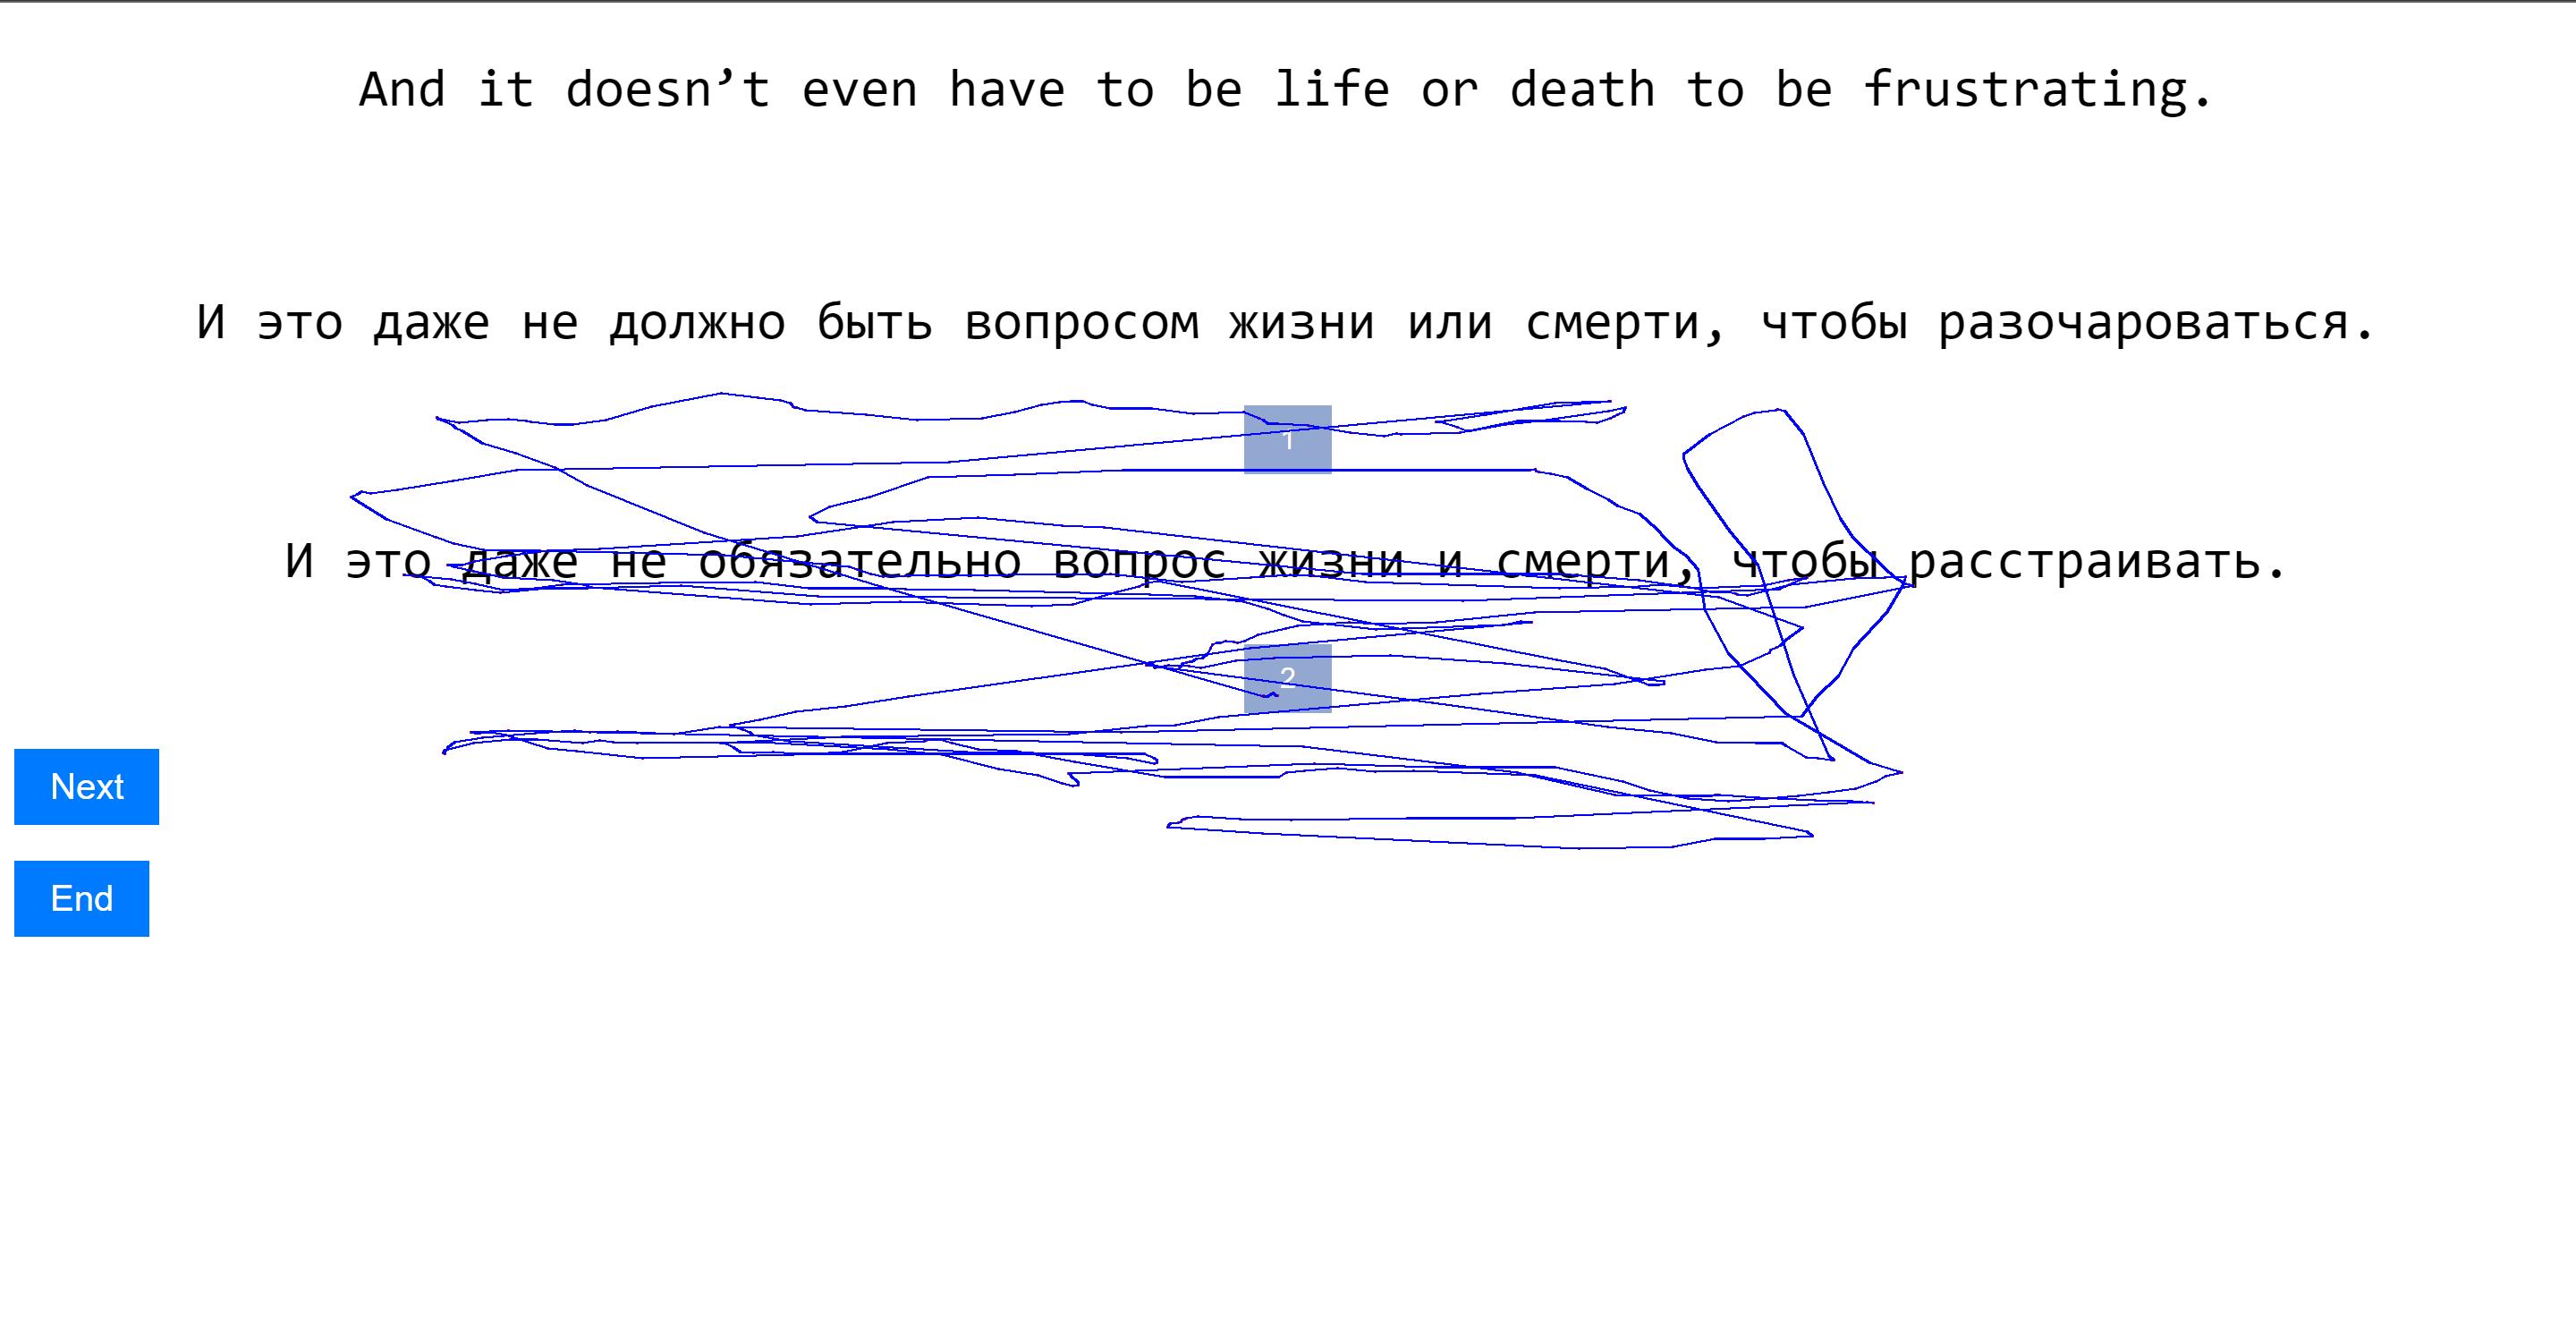 And it doesn’t even have to be life or death to be frustrating.
И это даже не должно быть вопросом жизни или смерти, чтобы разочароваться.
1
И это даже не обязательно вопрос жизни и смерти, чтобы расстраивать.
2
Next
End